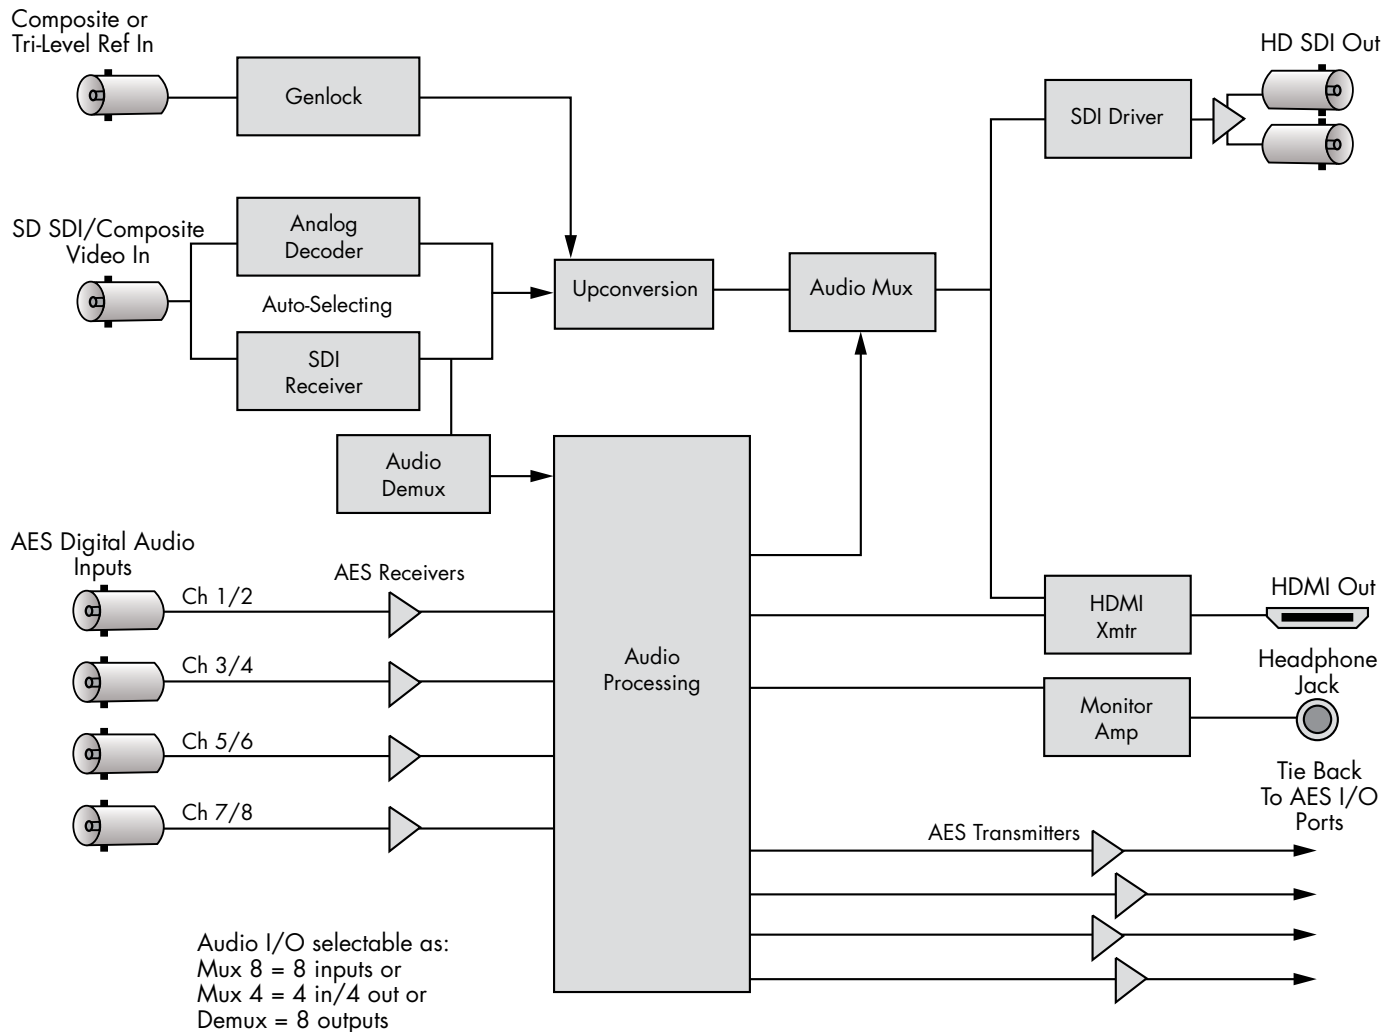 Composite or
Tri-Level Ref In
Genlock
HD SDI Out
SDI Driver
SD SDI/Composite
Video In
Analog
Decoder
Auto-Selecting
SDI
Receiver
Upconversion
Audio Mux
Audio
Demux
AES Digital Audio
Inputs
AES Receivers
Ch 1/2
Ch 3/4
Ch 5/6
Ch 7/8
Audio
Processing
HDMI
Xmtr
HDMI Out
Headphone
Jack
Monitor
Amp
Tie Back
To AES I/O
Ports
AES Transmitters
Audio I/O selectable as:
Mux 8 = 8 inputs or
Mux 4 = 4 in/4 out or
Demux = 8 outputs